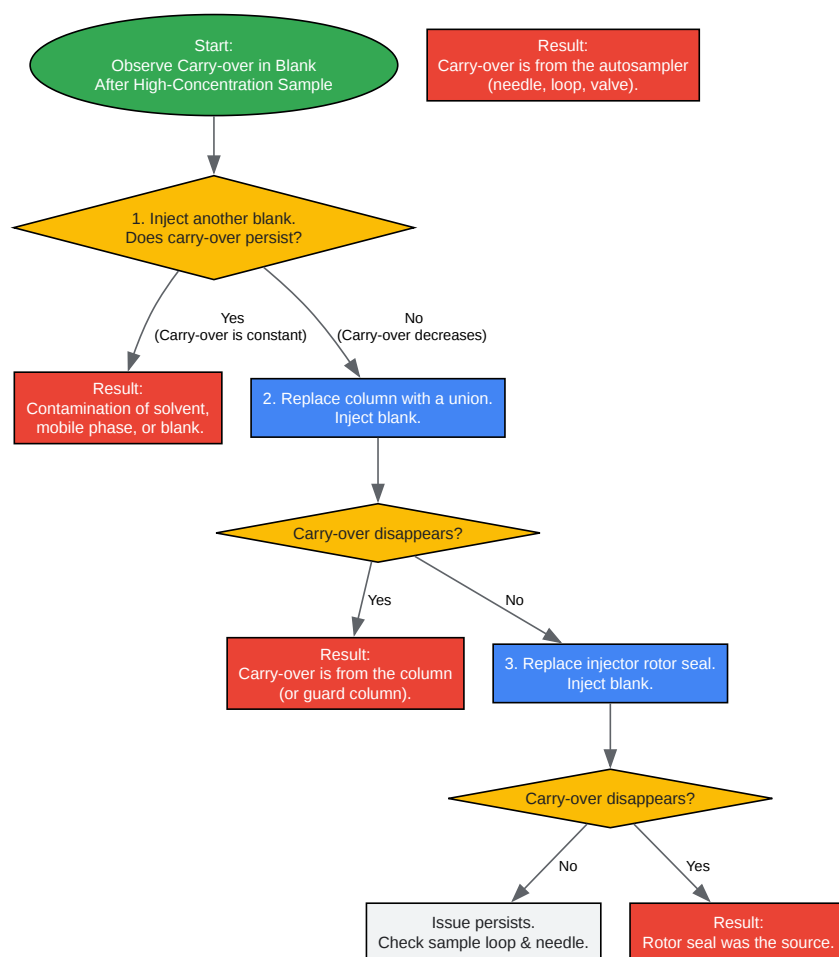 Start:
Observe Carry-over in Blank
After High-Concentration Sample
Result:
Carry-over is from the autosampler
(needle, loop, valve).
1. Inject another blank.
Does carry-over persist?
Yes
(Carry-over is constant)
No
(Carry-over decreases)
Result:
Contamination of solvent,
mobile phase, or blank.
2. Replace column with a union.
Inject blank.
Carry-over disappears?
Yes
No
Result:
Carry-over is from the column
(or guard column).
3. Replace injector rotor seal.
Inject blank.
Carry-over disappears?
No
Yes
Issue persists.
Check sample loop & needle.
Result:
Rotor seal was the source.